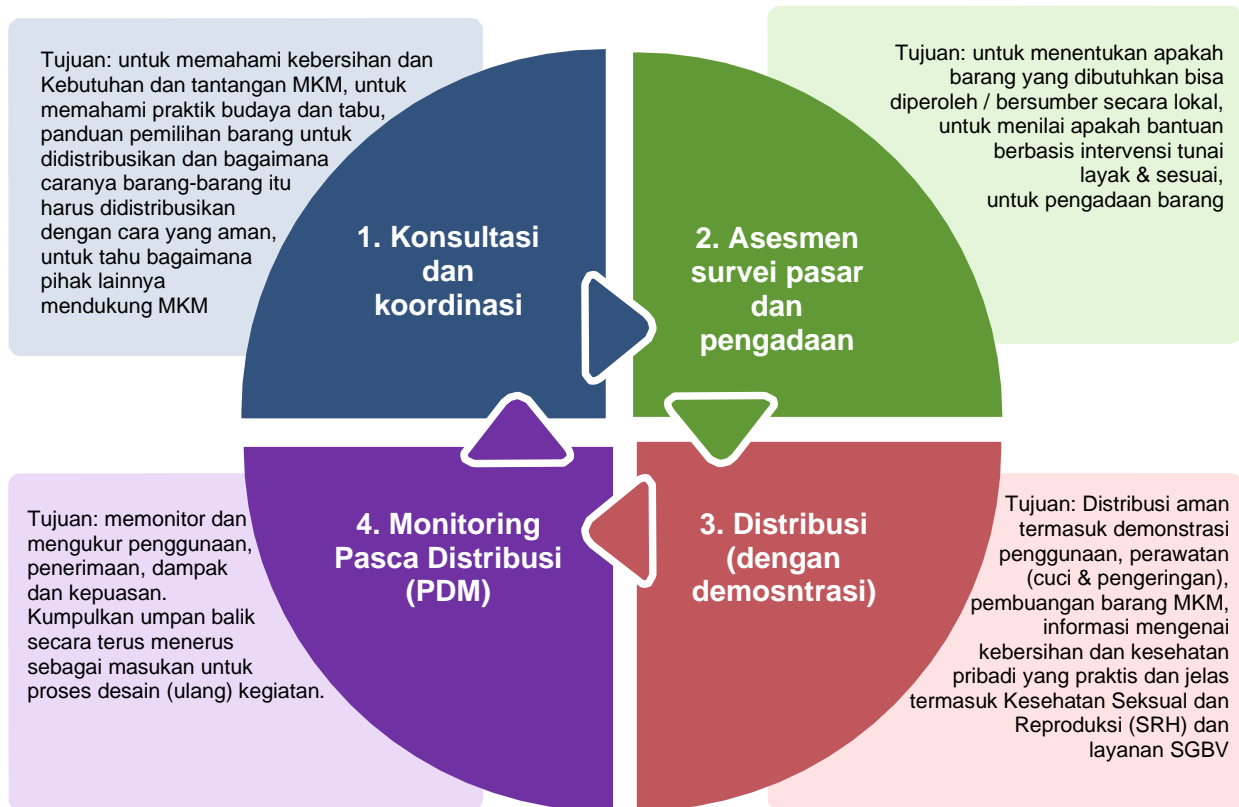 Tujuan: untuk memahami kebersihan dan
Kebutuhan dan tantangan MKM, untuk
memahami praktik budaya dan tabu,
panduan pemilihan barang untuk
didistribusikan dan bagaimana
caranya barang-barang itu
harus didistribusikan
dengan cara yang aman,
untuk tahu bagaimana
pihak lainnya
mendukung MKM
1. Konsultasi
dan
koordinasi
Tujuan: untuk menentukan apakah
barang yang dibutuhkan bisa
diperoleh / bersumber secara lokal,
untuk menilai apakah bantuan
berbasis intervensi tunai
layak & sesuai,
untuk pengadaan barang
2. Asesmen
survei pasar
dan
pengadaan
Tujuan: Distribusi aman
termasuk demonstrasi
penggunaan, perawatan
(cuci & pengeringan),
pembuangan barang MKM,
informasi mengenai
kebersihan dan kesehatan
pribadi yang praktis dan jelas
termasuk Kesehatan Seksual dan
Reproduksi (SRH) dan
layanan SGBV
3. Distribusi
(dengan
demosntrasi)
Tujuan: memonitor dan
mengukur penggunaan,
penerimaan, dampak
dan kepuasan.
Kumpulkan umpan balik
secara terus menerus
sebagai masukan untuk
proses desain (ulang) kegiatan.
4. Monitoring
Pasca Distribusi
(PDM)